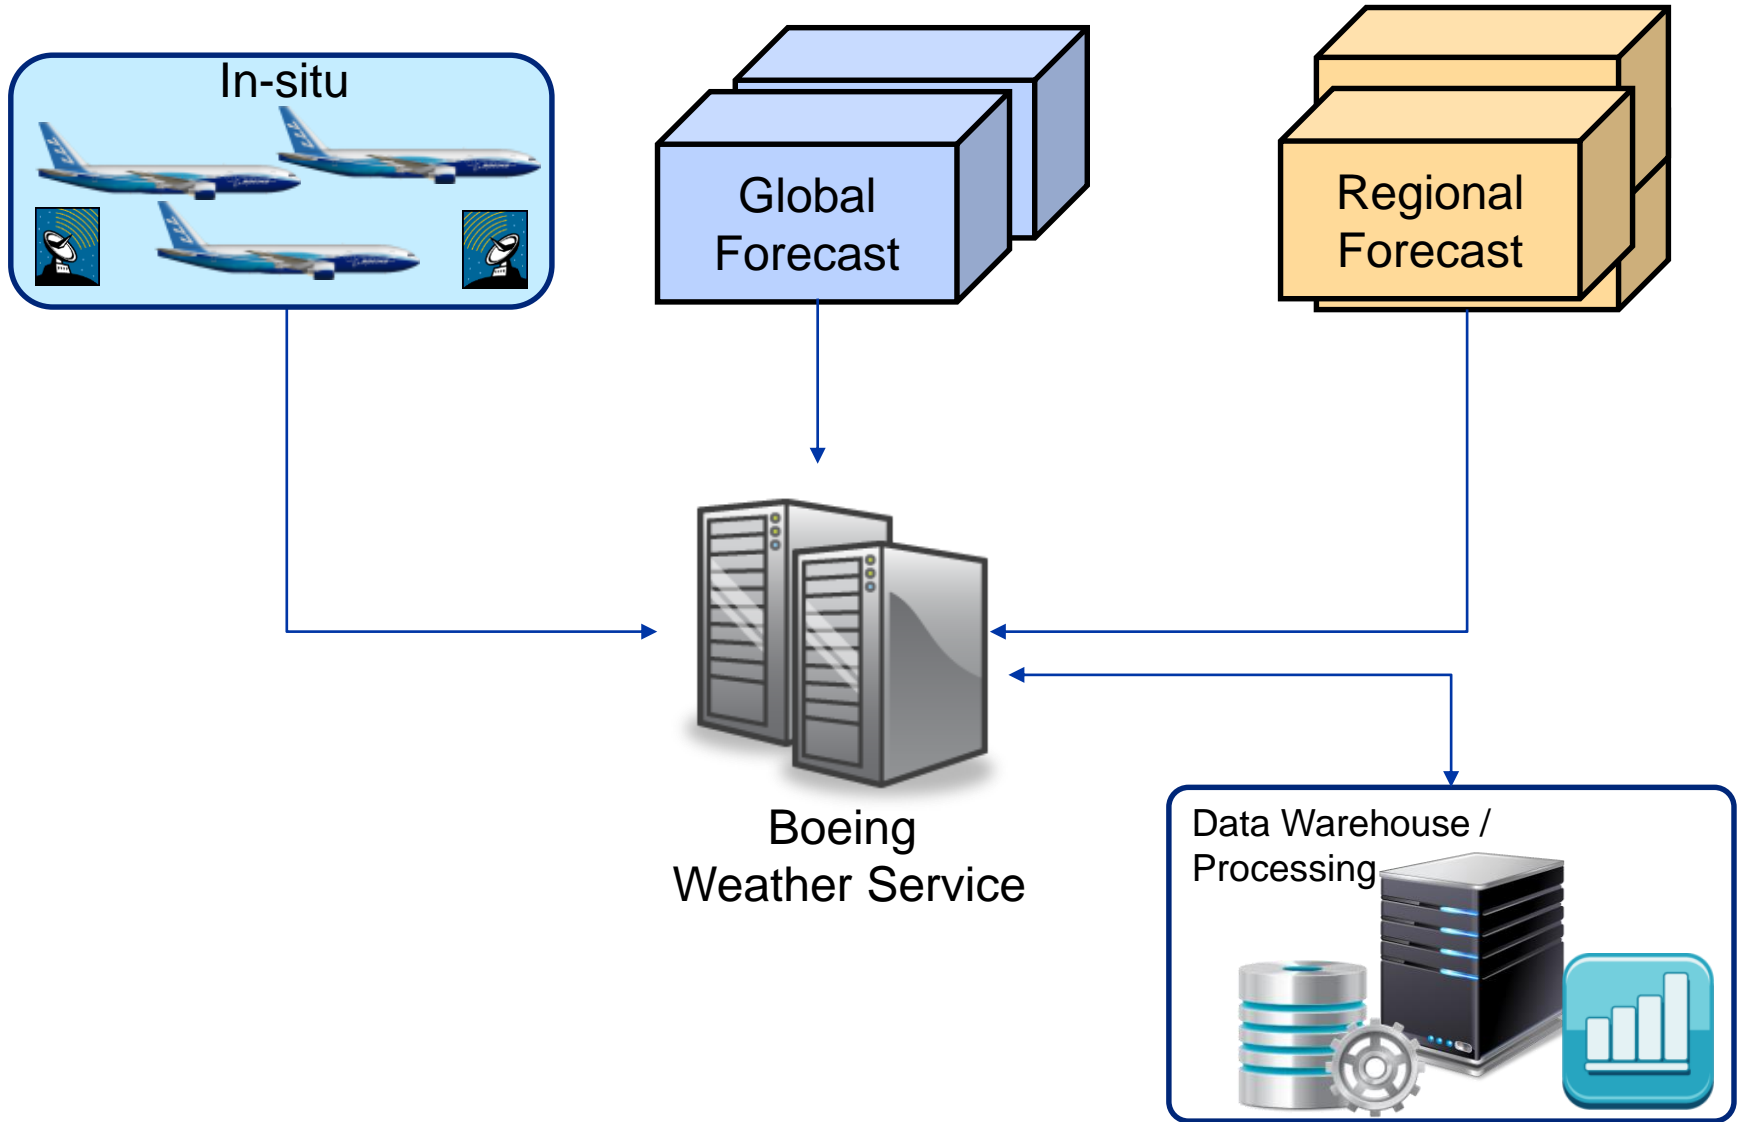 In-situ
Global
Forecast
Regional
Forecast
Boeing
Weather Service
Data Warehouse /
Processing